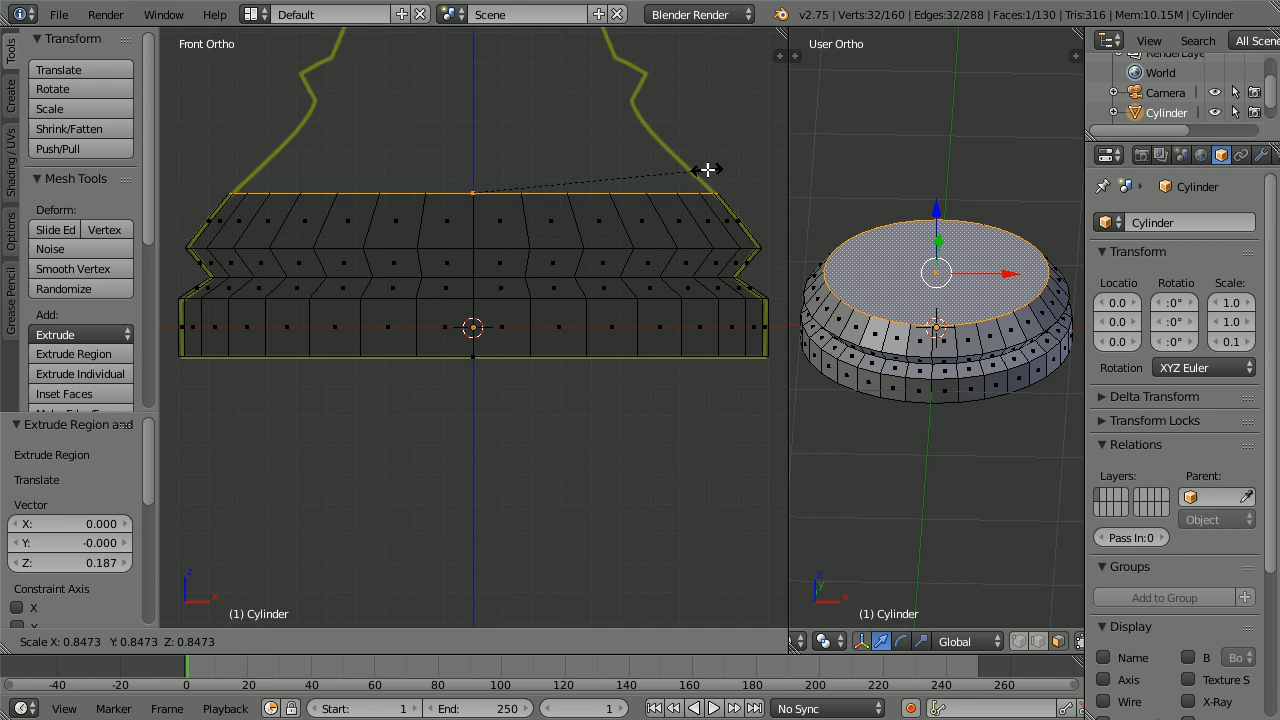 File Render Window Help Default Scene Blender Render v2.75 | Verts:32/160 | Edges:32/288 | Faces:1/130 | Tris:316 | Mem:10.15M | Cylinder
Tools
Create
Shading / UVs
Options
Grease Pencil
Transform
Translate
Rotate
Scale
Shrink/Fatten
Push/Pull
Mesh Tools
Deform:
Slide Ed Vertex
Noise
Smooth Vertex
Randomize
Add:
Extrude
Extrude Region
Extrude Individual
Inset Faces
Extrude Region and
Extrude Region
Translate
Vector
X: 0.000
Y: -0.000
Z: 0.187
Constraint Axis
X
Front Ortho
z
x
(1) Cylinder
Scale X: 0.8473 Y: 0.8473 Z: 0.8473
User Ortho
z
y
x
(1) Cylinder
Global
View Search All Scen
World
Camera
Cylinder
Cylinder
Cylinder
Transform
Locatio Rotatio Scale:
0.0 :0° 1.0
0.0 :0° 1.0
0.0 :0° 0.1
Rotation XYZ Euler
Delta Transform
Transform Locks
Relations
Layers: Parent:
Object
Pass In:0
Groups
Add to Group
Display
Name B Bo
Axis Texture S
Wire X-Ray
-40 -20 0 20 40 60 80 100 120 140 160 180 200 220 240 260
View Marker Frame Playback Start: 1 End: 250 1 No Sync